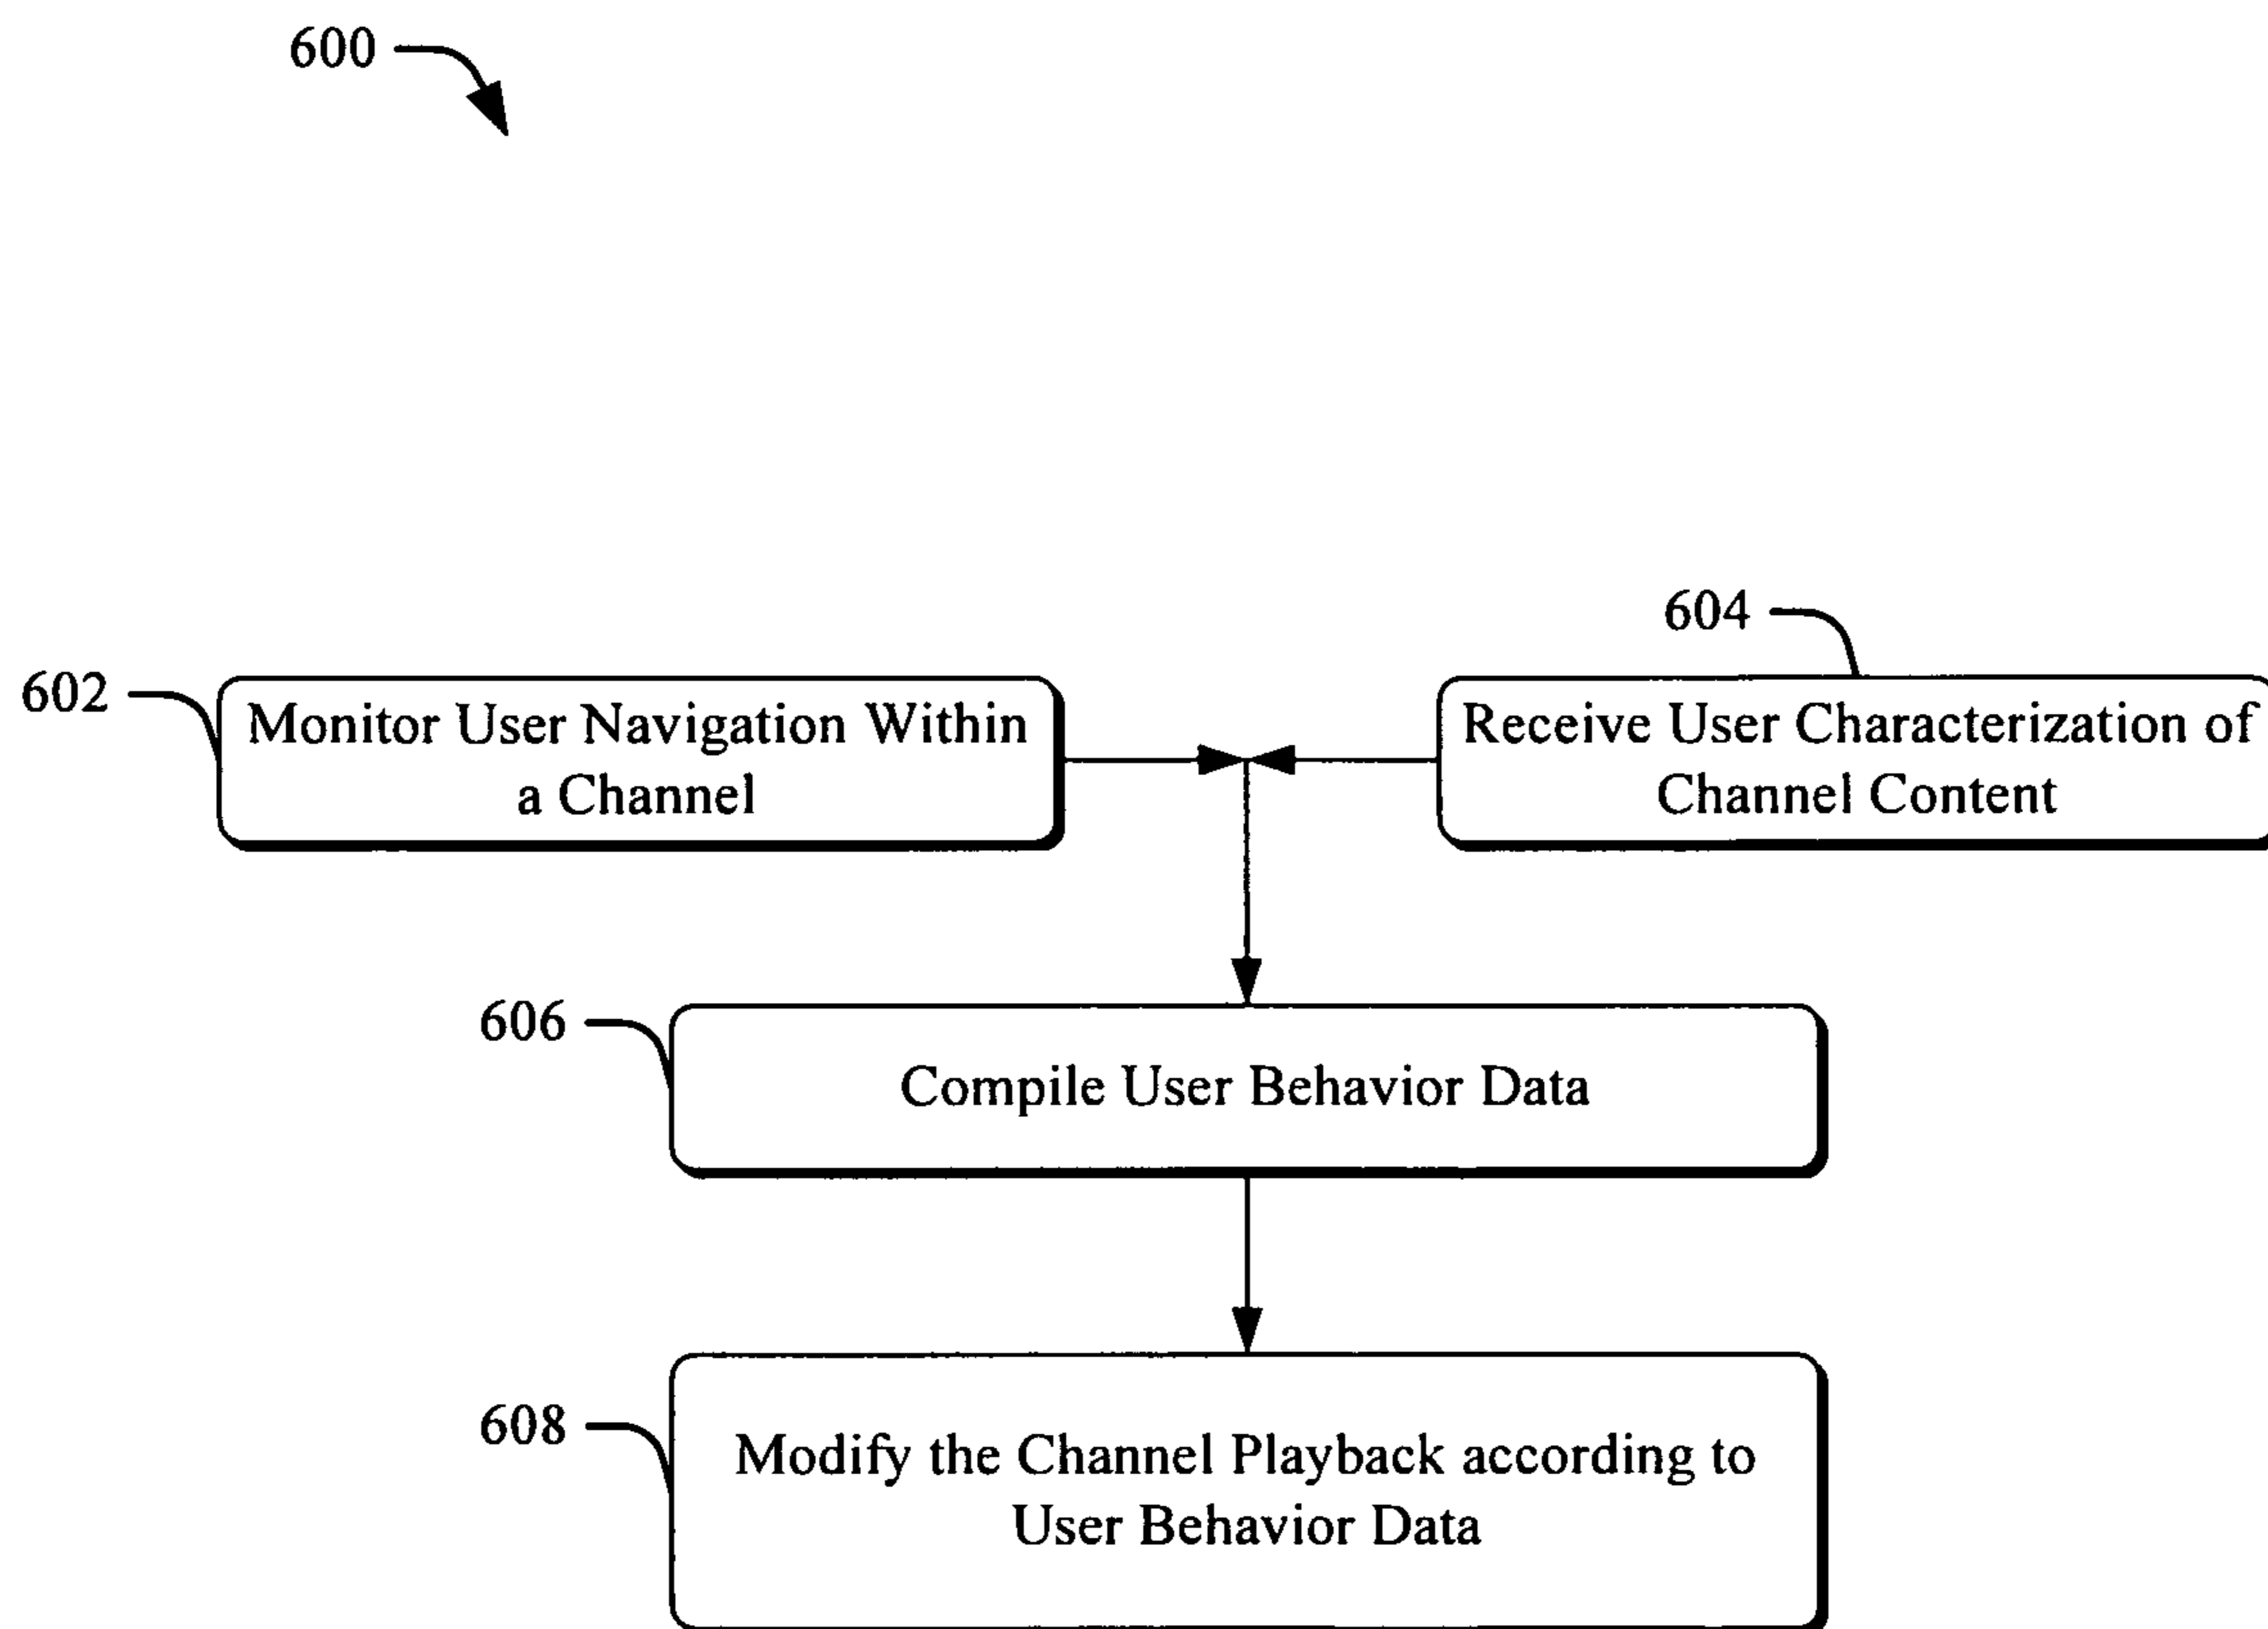 600
604
602
Monitor User Navigation Within
a Channel
Receive User Characterization of
Channel Content
606
Compile User Behavior Data
608
Modify the Channel Playback according to
User Behavior Data